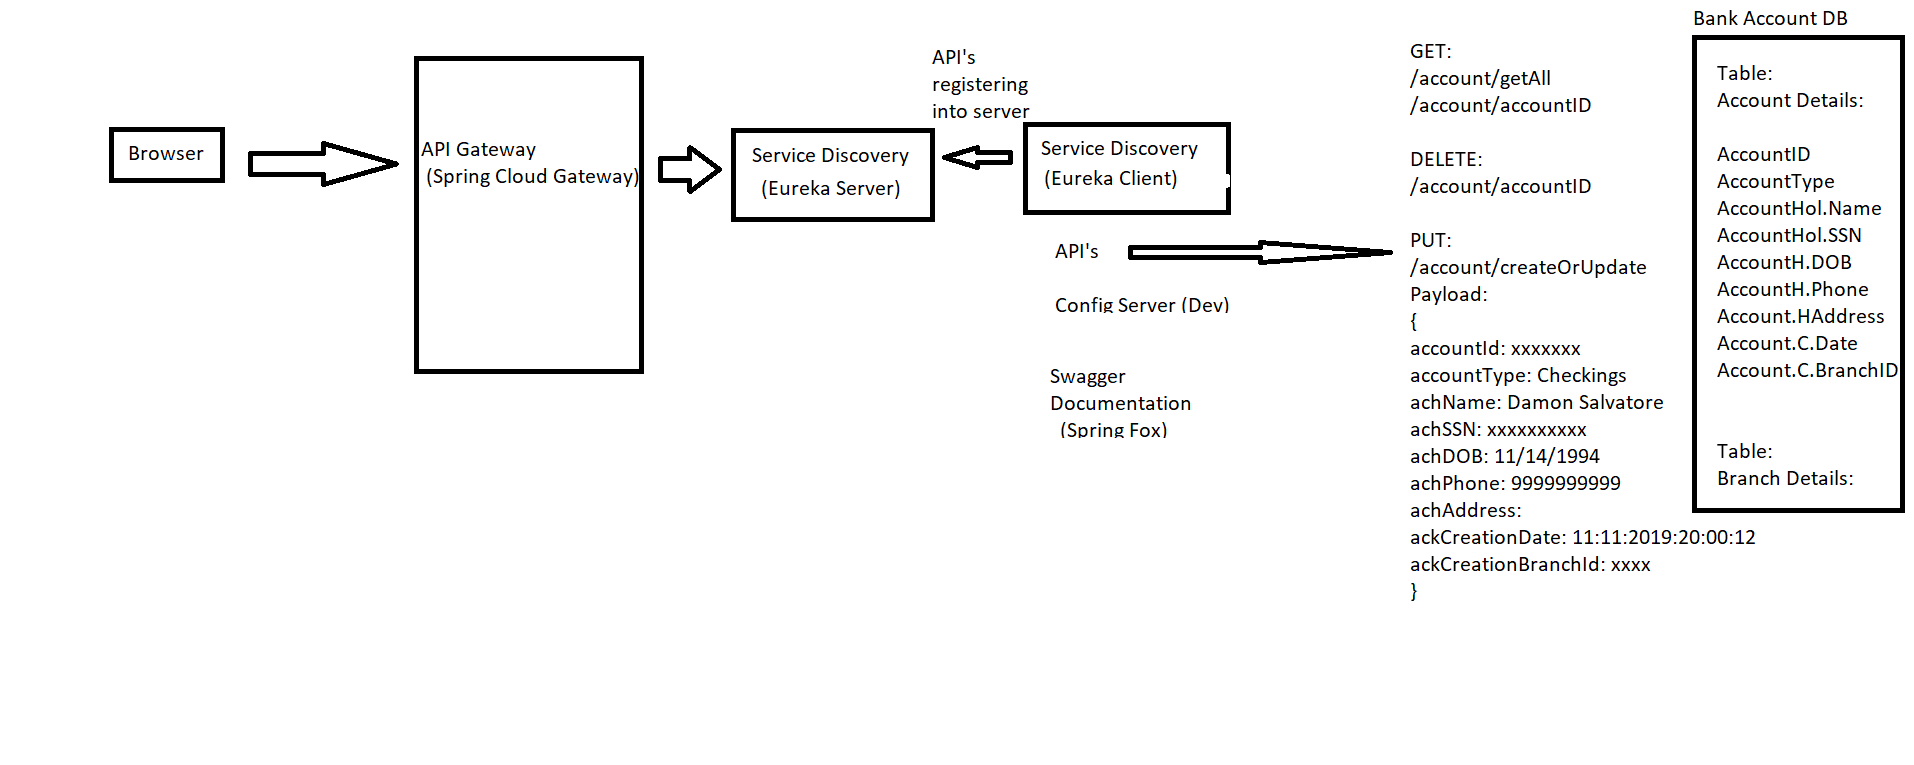 Browser
API Gateway
(Spring Cloud Gateway)
Service Discovery
(Eureka Server)
API's
registering
into server
Service Discovery
(Eureka Client)
API's
Config Server (Dev)
Swagger
Documentation
(Spring Fox)
GET:
/account/getAll
/account/accountID
DELETE:
/account/accountID
PUT:
/account/createOrUpdate
Payload:
{
accountId: xxxxxxx
accountType: Checkings
achName: Damon Salvatore
achSSN: xxxxxxxxxx
achDOB: 11/14/1994
achPhone: 9999999999
achAddress:
ackCreationDate: 11:11:2019:20:00:12
ackCreationBranchId: xxxx
}
Bank Account DB
Table:
Account Details:
AccountID
AccountType
AccountHol.Name
AccountHol.SSN
AccountH.DOB
AccountH.Phone
Account.HAddress
Account.C.Date
Account.C.BranchID
Table:
Branch Details: